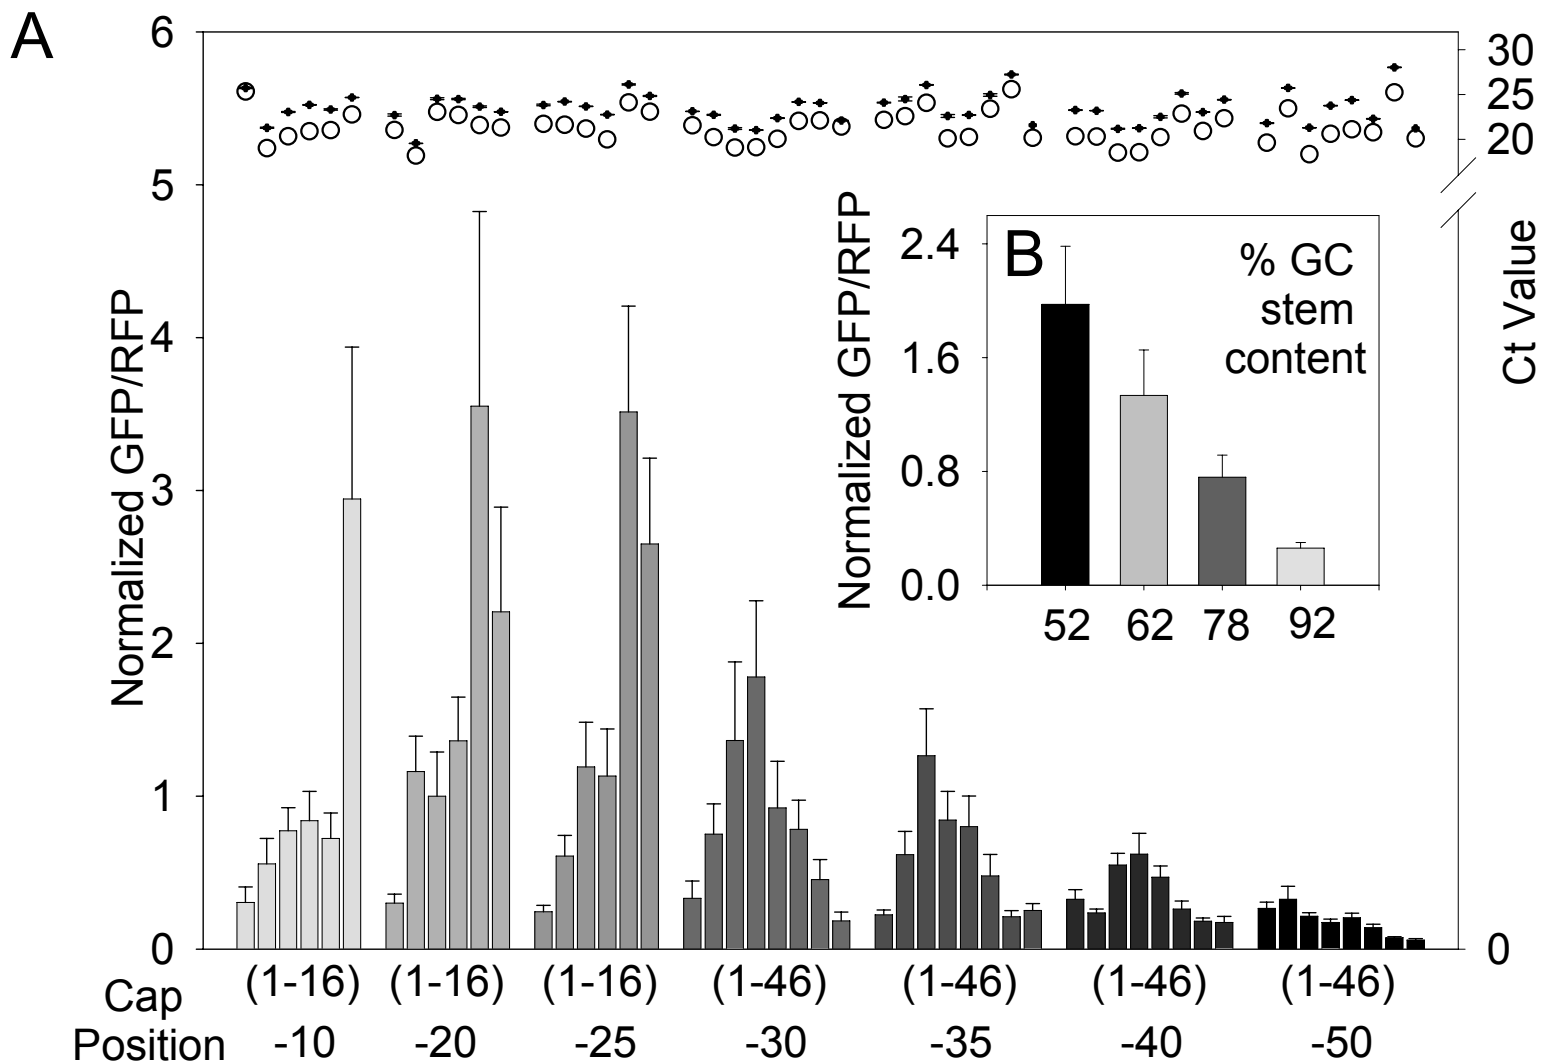 A
6
5
4
3
2
1
0
Normalized GFP/RFP
30
25
20
0
Ct Value
B
% GC
stem
content
Normalized GFP/RFP
2.4
1.6
0.8
0.0
52 62 78 92
Cap (1-16) (1-16) (1-16) (1-46) (1-46) (1-46) (1-46)
Position -10 -20 -25 -30 -35 -40 -50